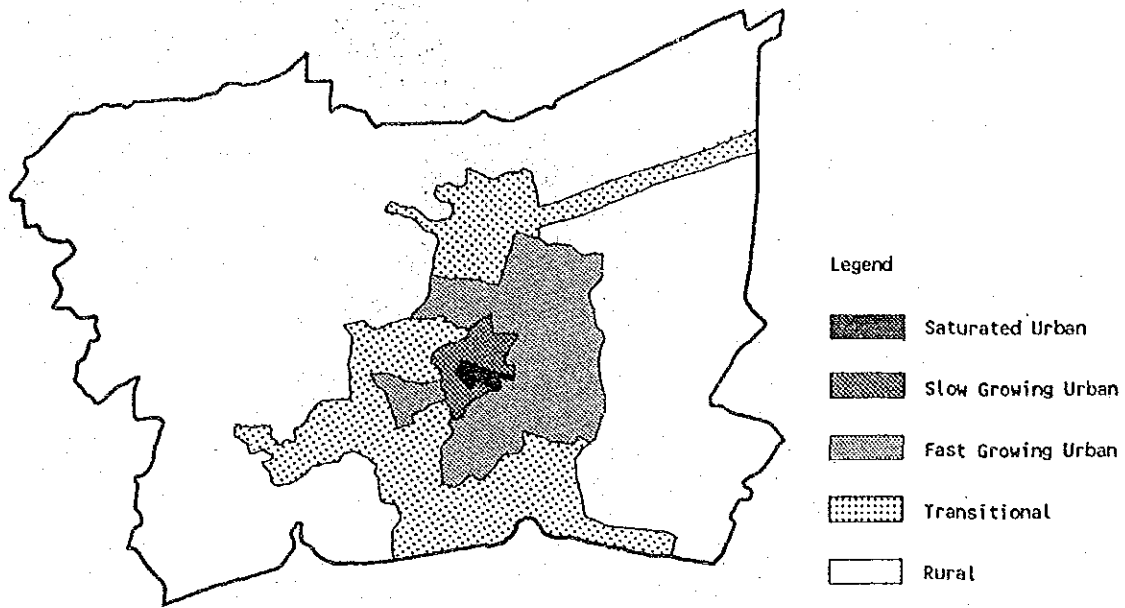 Legend
Saturated Urban
Slow Growing Urban
Fast Growing Urban
Transitional
Rural